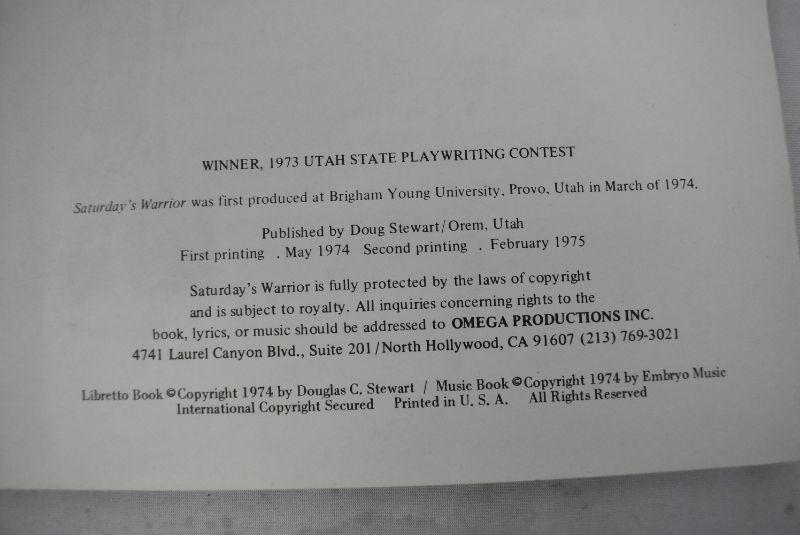 WINNER, 1973 UTAH STATE PLAYWRITING CONTEST
Saturday's Warrior was first produced at Brigham Young University, Provo, Utah in March of 1974.
Published by Doug Stewart/Orem, Utah
First printing . May 1974 Second printing . February 1975
Saturday's Warrior is fully protected by the laws of copyright
and is subject to royalty. All inquiries concerning rights to the
book, lyrics, or music should be addressed to OMEGA PRODUCTIONS INC.
4741 Laurel Canyon Blvd., Suite 201/North Hollywood, CA 91607 (213) 769-3021
Libretto Book ©Copyright 1974 by Douglas C. Stewart / Music Book ©Copyright 1974 by Embryo Music
International Copyright Secured Printed in U. S. A. All Rights Reserved